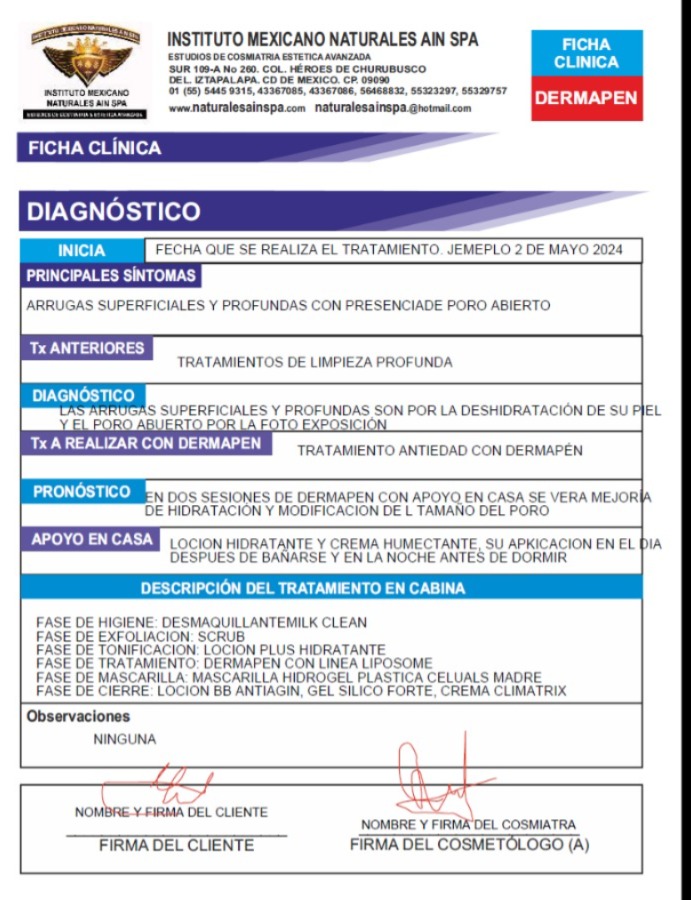 INSTITUTO MEXICANO NATURALES AIN SPA
INSTITUTO MEXICANO
NATURALES AIN SPA
INSTITUTO MEXICANO NATURALES AIN SPA
ESTUDIOS DE COSMIATRIA ESTETICA AVANZADA
SUR 109-A No 260. COL. HÉROES DE CHURUBUSCO
DEL. IZTAPALAPA. CD DE MEXICO. CP. 09090
01 (55) 5445 9315, 43367085, 43367086, 56468832, 55323297, 55329757
www.naturalesainspa.com naturalesainspa.@hotmail.com
FICHA
CLINICA
DERMAPEN
FICHA CLÍNICA
DIAGNÓSTICO
INICIA FECHA QUE SE REALIZA EL TRATAMIENTO. JEMEPLO 2 DE MAYO 2024
PRINCIPALES SÍNTOMAS
ARRUGAS SUPERFICIALES Y PROFUNDAS CON PRESENCIADE PORO ABIERTO
Tx ANTERIORES
TRATAMIENTOS DE LIMPIEZA PROFUNDA
DIAGNÓSTICO
LAS ARRUGAS SUPERFICIALES Y PROFUNDAS SON POR LA DESHIDRATACIÓN DE SU PIEL
Y EL PORO ABUERTO POR LA FOTO EXPOSICIÓN
Tx A REALIZAR CON DERMAPEN TRATAMIENTO ANTIEDAD CON DERMAPÉN
PRONÓSTICO EN DOS SESIONES DE DERMAPEN CON APOYO EN CASA SE VERA MEJORÍA
DE HIDRATACIÓN Y MODIFICACION DE L TAMAÑO DEL PORO
APOYO EN CASA LOCION HIDRATANTE Y CREMA HUMECTANTE, SU APKICACION EN EL DIA
DESPUES DE BAÑARSE Y EN LA NOCHE ANTES DE DORMIR
DESCRIPCIÓN DEL TRATAMIENTO EN CABINA
FASE DE HIGIENE: DESMAQUILLANTEMILK CLEAN
FASE DE EXFOLIACION: SCRUB
FASE DE TONIFICACION: LOCION PLUS HIDRATANTE
FASE DE TRATAMIENTO: DERMAPEN CON LINEA LIPOSOME
FASE DE MASCARILLA: MASCARILLA HIDROGEL PLASTICA CELUALS MADRE
FASE DE CIERRE: LOCION BB ANTIAGIN, GEL SILICO FORTE, CREMA CLIMATRIX
Observaciones
NINGUNA
NOMBRE Y FIRMA DEL CLIENTE
FIRMA DEL CLIENTE
NOMBRE Y FIRMA DEL COSMIATRA
FIRMA DEL COSMETÓLOGO (A)